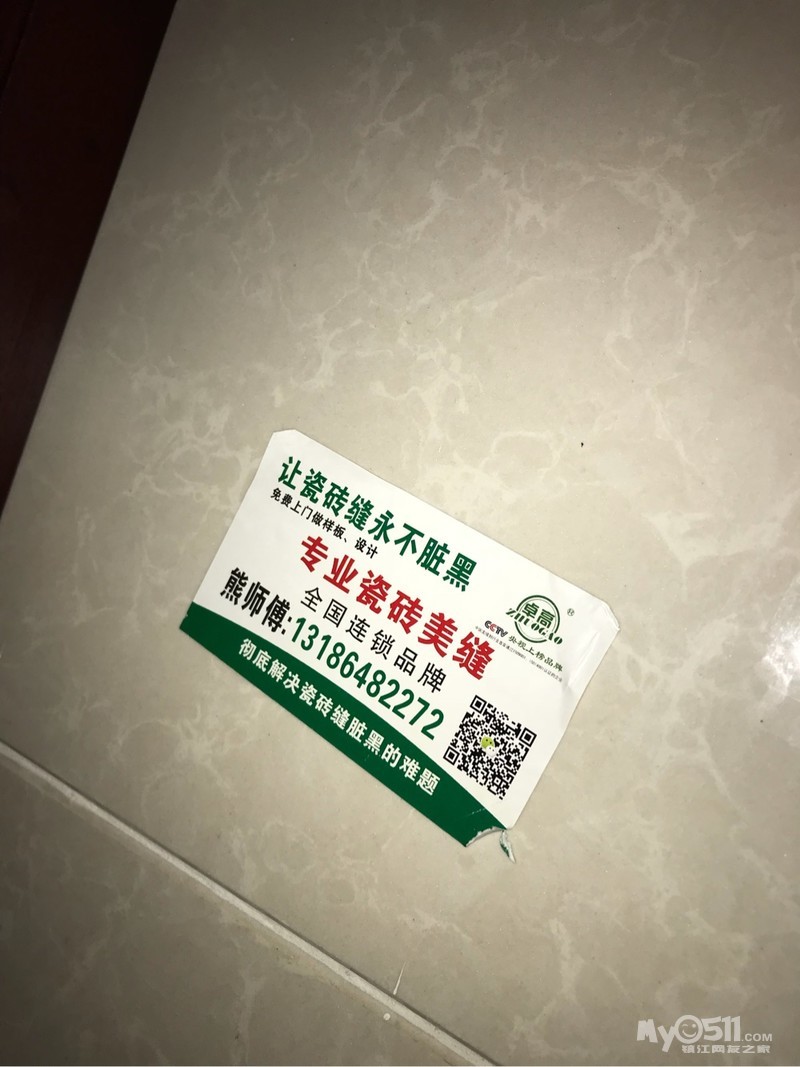 让瓷砖缝永不脏黑
免费上门做样板、设计
专业瓷砖美缝
全国连锁品牌
熊师傅:13186482272
彻底解决瓷砖缝脏黑的难题
卓高
ZHUOGAO
®
CCTV 央视上榜品牌
My0511.COM
镇江网友之家